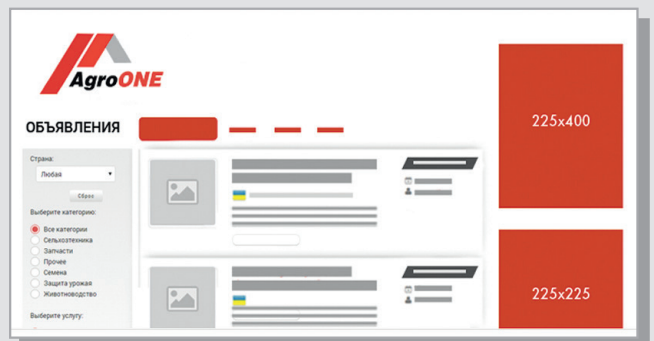 AgroONE
ОБЪЯВЛЕНИЯ
Страна:
Любая
Сброс
Выберите категорию:
Все категории
Сельхозтехника
Запчасти
Прочее
Семена
Защита урожая
Животноводство
Выберите услугу:
225x400
225x225